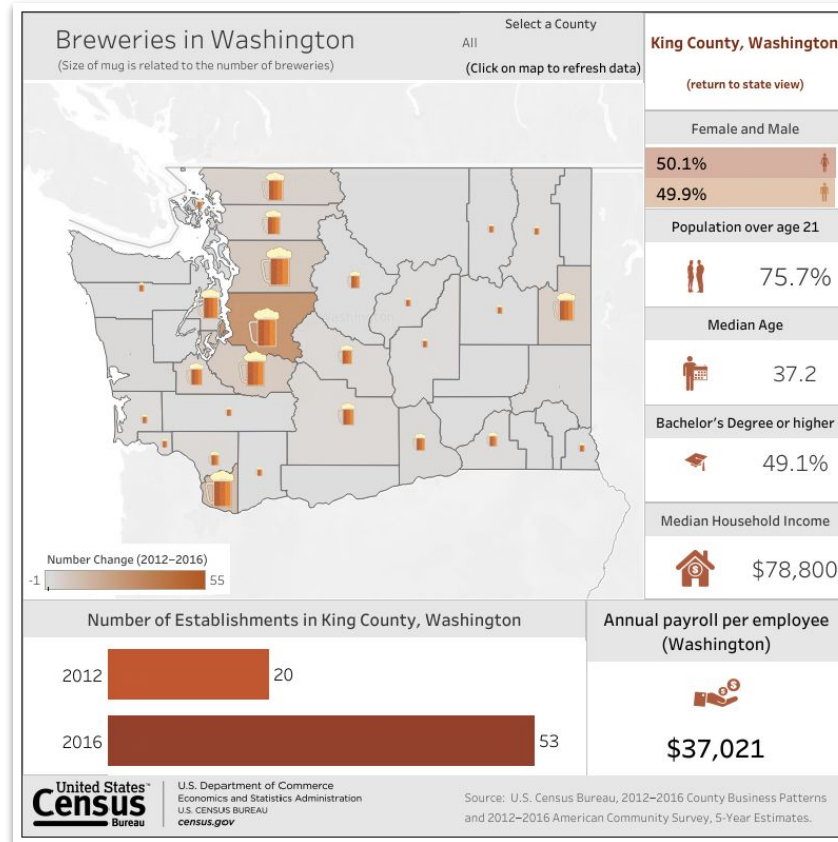 Breweries in Washington
(Size of mug is related to the number of breweries)
Select a County
All
(Click on map to refresh data)
King County, Washington
(return to state view)
Female and Male
50.1%
49.9%
Population over age 21
75.7%
Median Age
37.2
Bachelor's Degree or higher
49.1%
Median Household Income
$78,800
Washington
Number Change (2012–2016)
-1
55
Number of Establishments in King County, Washington
2012
20
2016
53
Annual payroll per employee
(Washington)
$37,021
United States™
Census
Bureau
U.S. Department of Commerce
Economics and Statistics Administration
U.S. CENSUS BUREAU
census.gov
Source: U.S. Census Bureau, 2012–2016 County Business Patterns
and 2012–2016 American Community Survey, 5-Year Estimates.